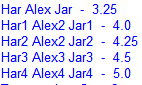 Har Alex Jar  -  3.25
Har1 Alex2 Jar1  -  4.0
Har2 Alex2 Jar2  -  4.25
Har3 Alex3 Jar3  -  4.5
Har4 Alex4 Jar4  -  5.0